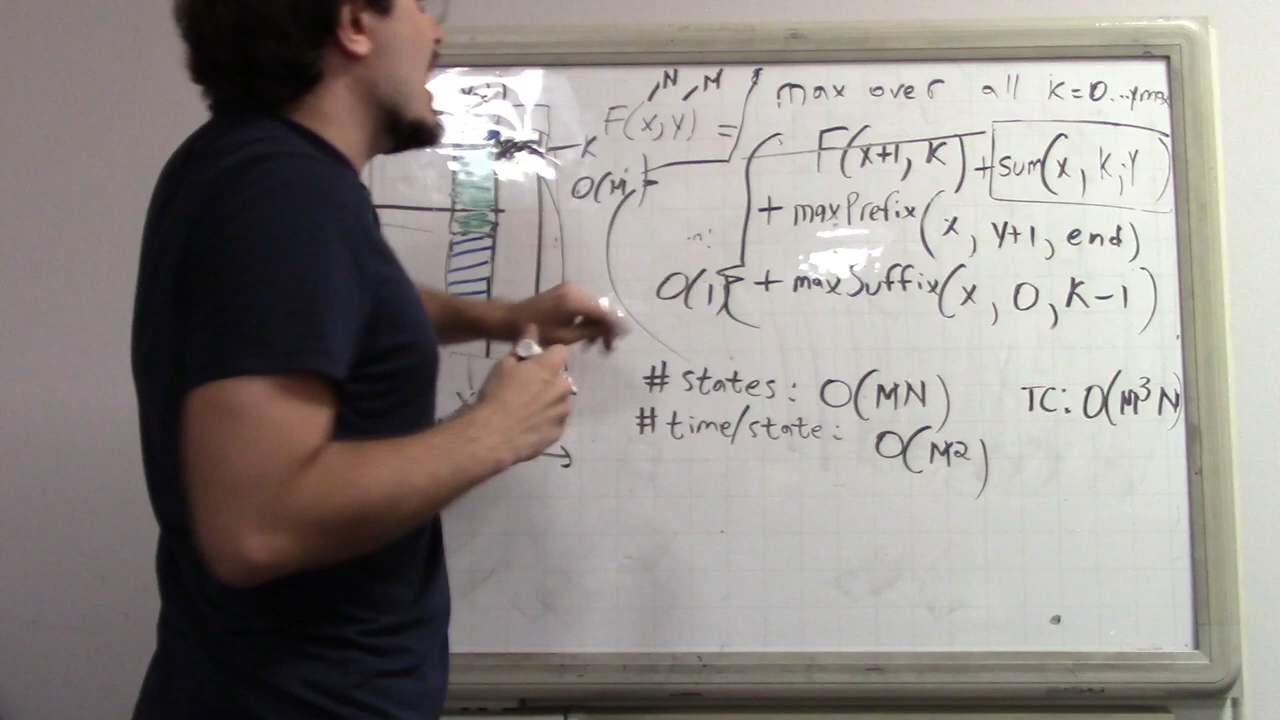 max over all K=0...ymax
N M
F(x,y) =
F(x+1, K) + sum(x, K, Y)
K
O(M)
+ maxPrefix(x, y+1, end)
O(1) + maxSuffix(x, 0, K-1)
# states: O(MN) TC: O(M³N)
# time/state: O(M2)